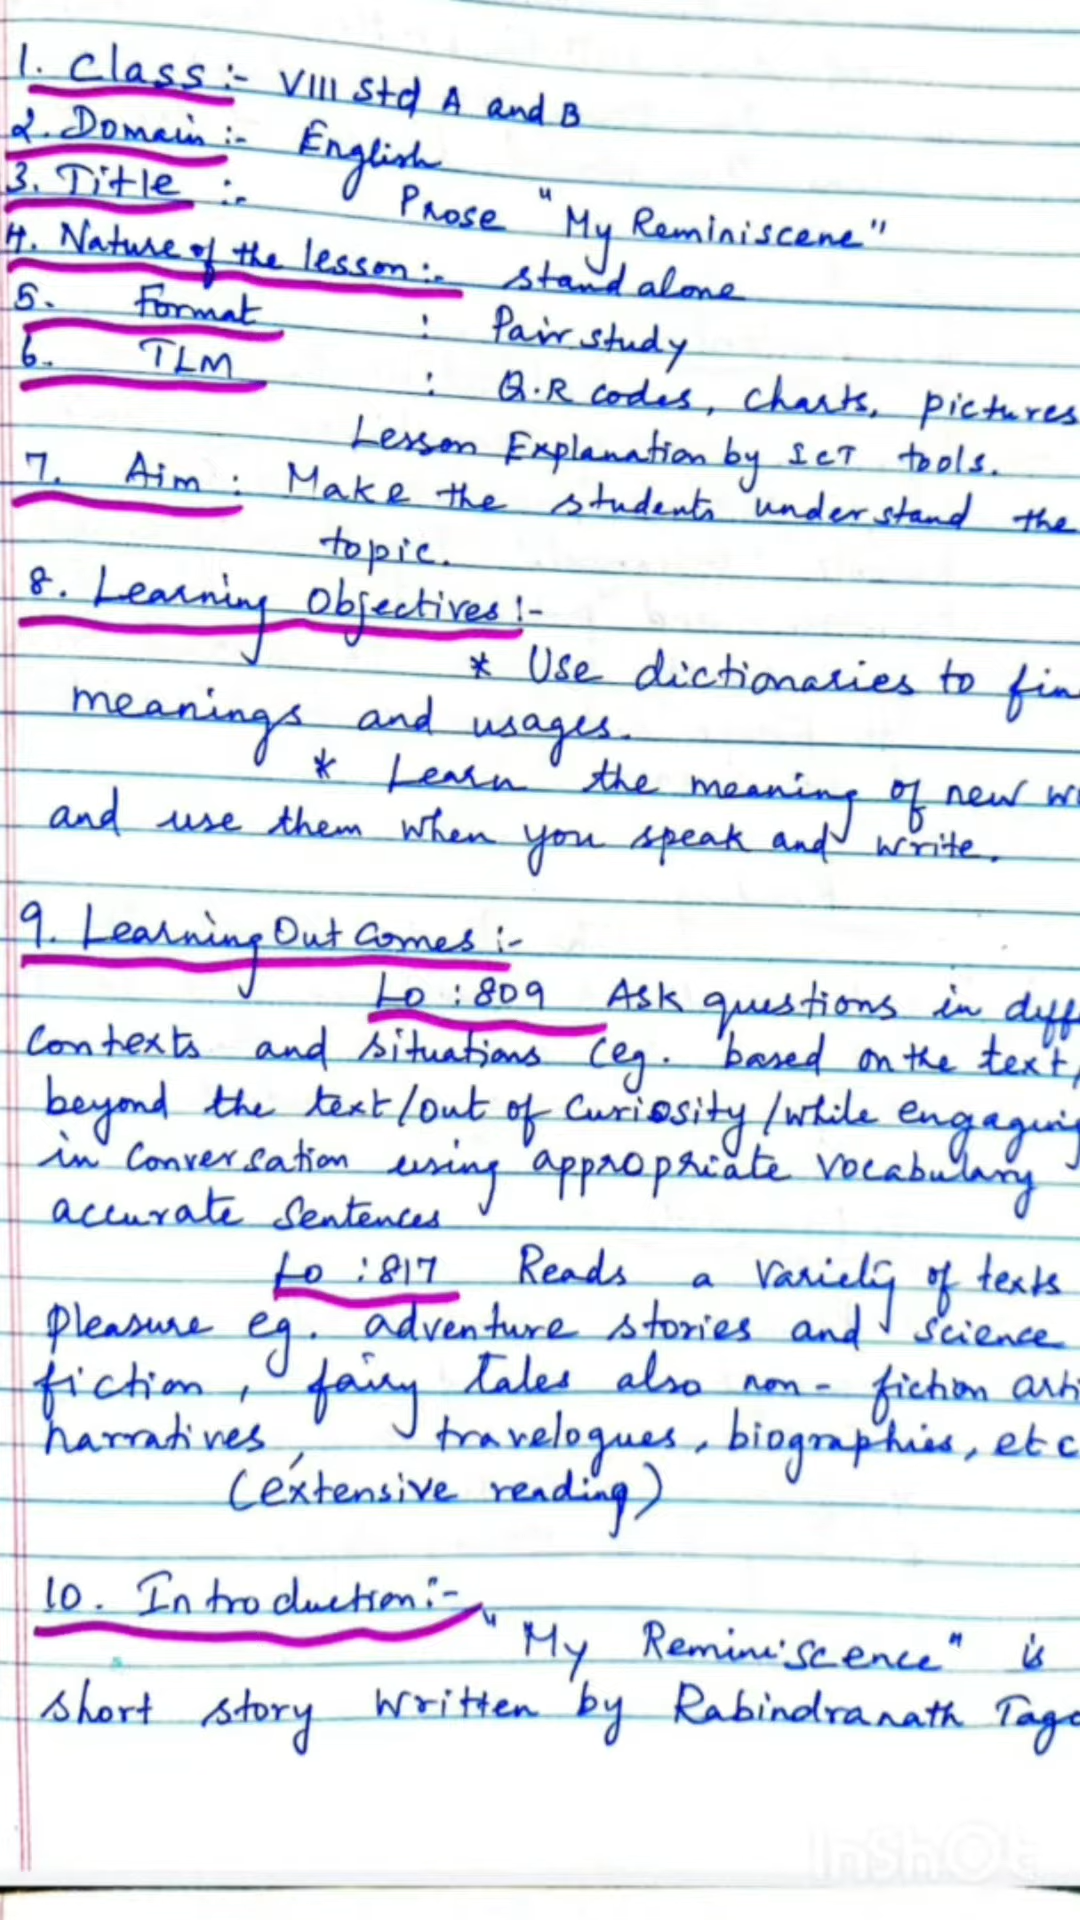 1. Class :- VIII Std A and B
2. Domain :- English
3. Title :- Prose "My Reminiscene"
4. Nature of the lesson :- stand alone
5. Format : Pair study
6. TLM : Q.R codes, charts, pictures
Lesson Explanation by IcT tools.
7. Aim : Make the students understand the
topic.
8. Learning Objectives :-
* Use dictionaries to fin
meanings and usages.
* Learn the meaning of new w
and use them when you speak and write.
9. Learning Out Comes :-
Lo : 809 Ask questions in diff
Contexts and situations (eg. based on the text,
beyond the text/out of Curiosity/while engaging
in Conversation using appropriate vocabulary
accurate Sentences
Lo : 817 Reads a variety of texts
pleasure eg. adventure stories and science
fiction, fairy tales also non-fiction arti
narratives, travelogues, biographies, etc
(extensive reading)
10. Introduction :-
"My Reminiscence" is
short story written by Rabindranath Tago
InShOt